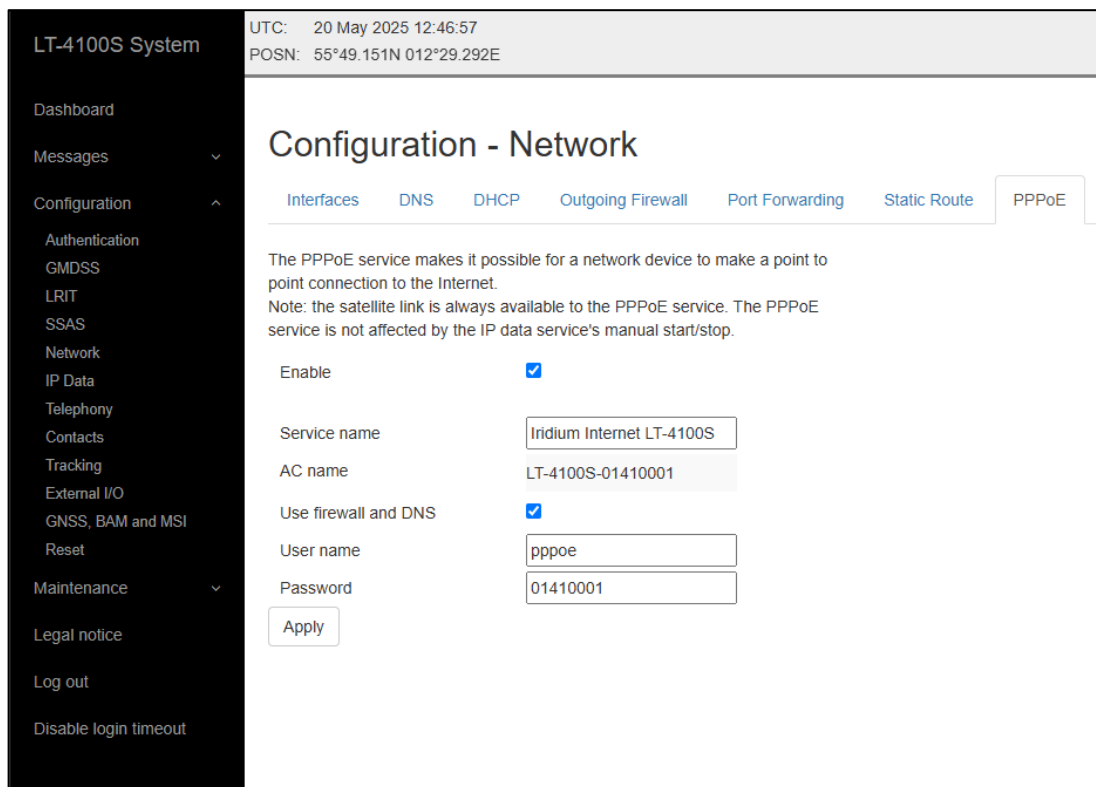 LT-4100S System
Dashboard
Messages
Configuration
Authentication
GMDSS
LRIT
SSAS
Network
IP Data
Telephony
Contacts
Tracking
External I/O
GNSS, BAM and MSI
Reset
Maintenance
Legal notice
Log out
Disable login timeout
UTC: 20 May 2025 12:46:57
POSN: 55°49.151N 012°29.292E
Configuration - Network
Interfaces DNS DHCP Outgoing Firewall Port Forwarding Static Route PPPoE
The PPPoE service makes it possible for a network device to make a point to
point connection to the Internet.
Note: the satellite link is always available to the PPPoE service. The PPPoE
service is not affected by the IP data service's manual start/stop.
Enable
Service name Iridium Internet LT-4100S
AC name LT-4100S-01410001
Use firewall and DNS
User name pppoe
Password 01410001
Apply